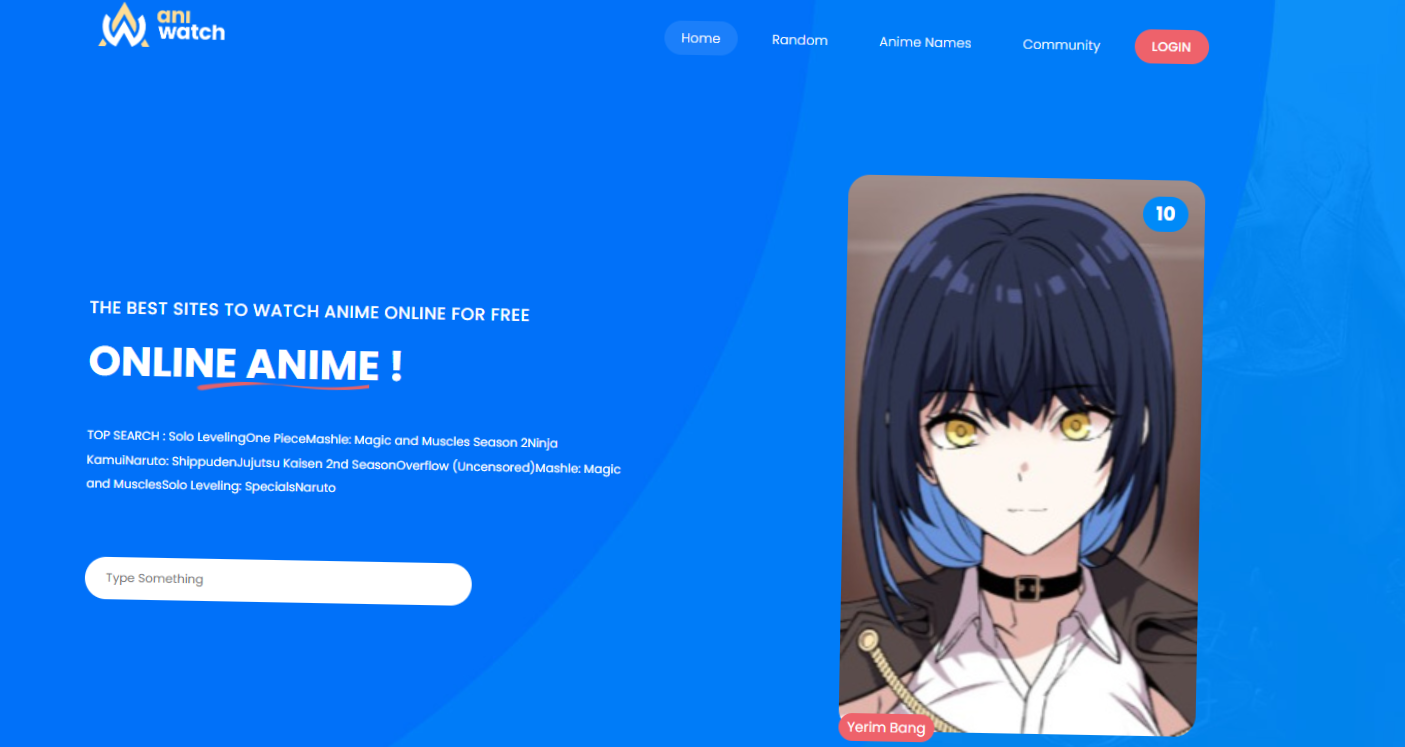 ani
watch
Home
Random
Anime Names
Community
LOGIN
10
THE BEST SITES TO WATCH ANIME ONLINE FOR FREE
ONLINE ANIME !
TOP SEARCH : Solo LevelingOne PieceMashle: Magic and Muscles Season 2Ninja
KamuiNaruto: ShippudenJujutsu Kaisen 2nd SeasonOverflow (Uncensored)Mashle: Magic
and MusclesSolo Leveling: SpecialsNaruto
Type Something
Yerim Bang